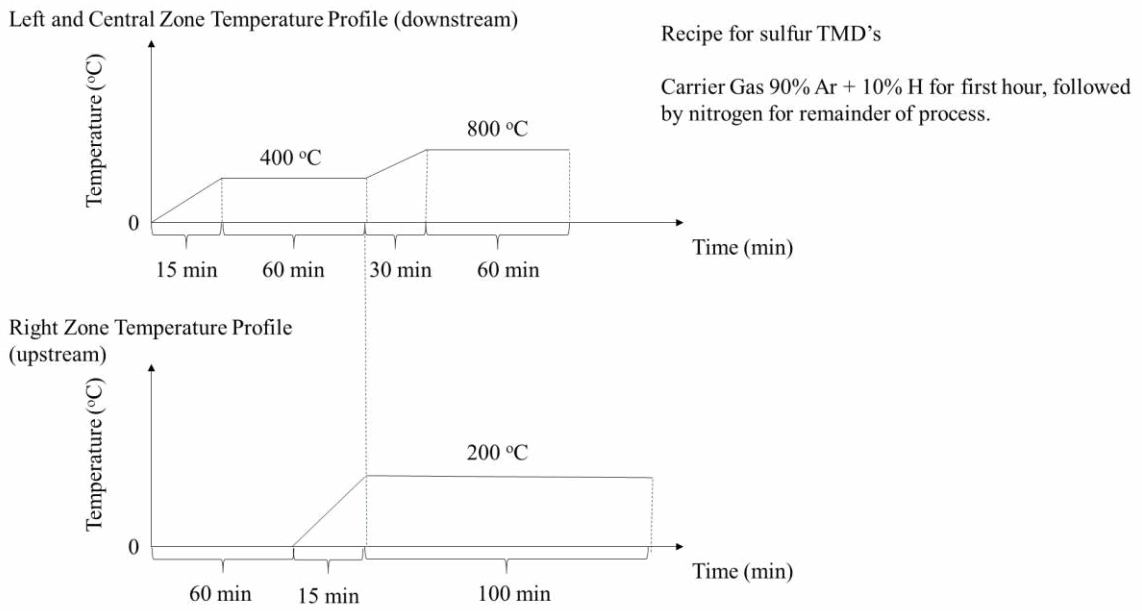 Left and Central Zone Temperature Profile (downstream)
Temperature (°C)
400 °C
800 °C
0
15 min
60 min
30 min
60 min
Time (min)
Recipe for sulfur TMD’s
Carrier Gas 90% Ar + 10% H for first hour, followed
by nitrogen for remainder of process.
Right Zone Temperature Profile
(upstream)
Temperature (°C)
200 °C
0
60 min
15 min
100 min
Time (min)